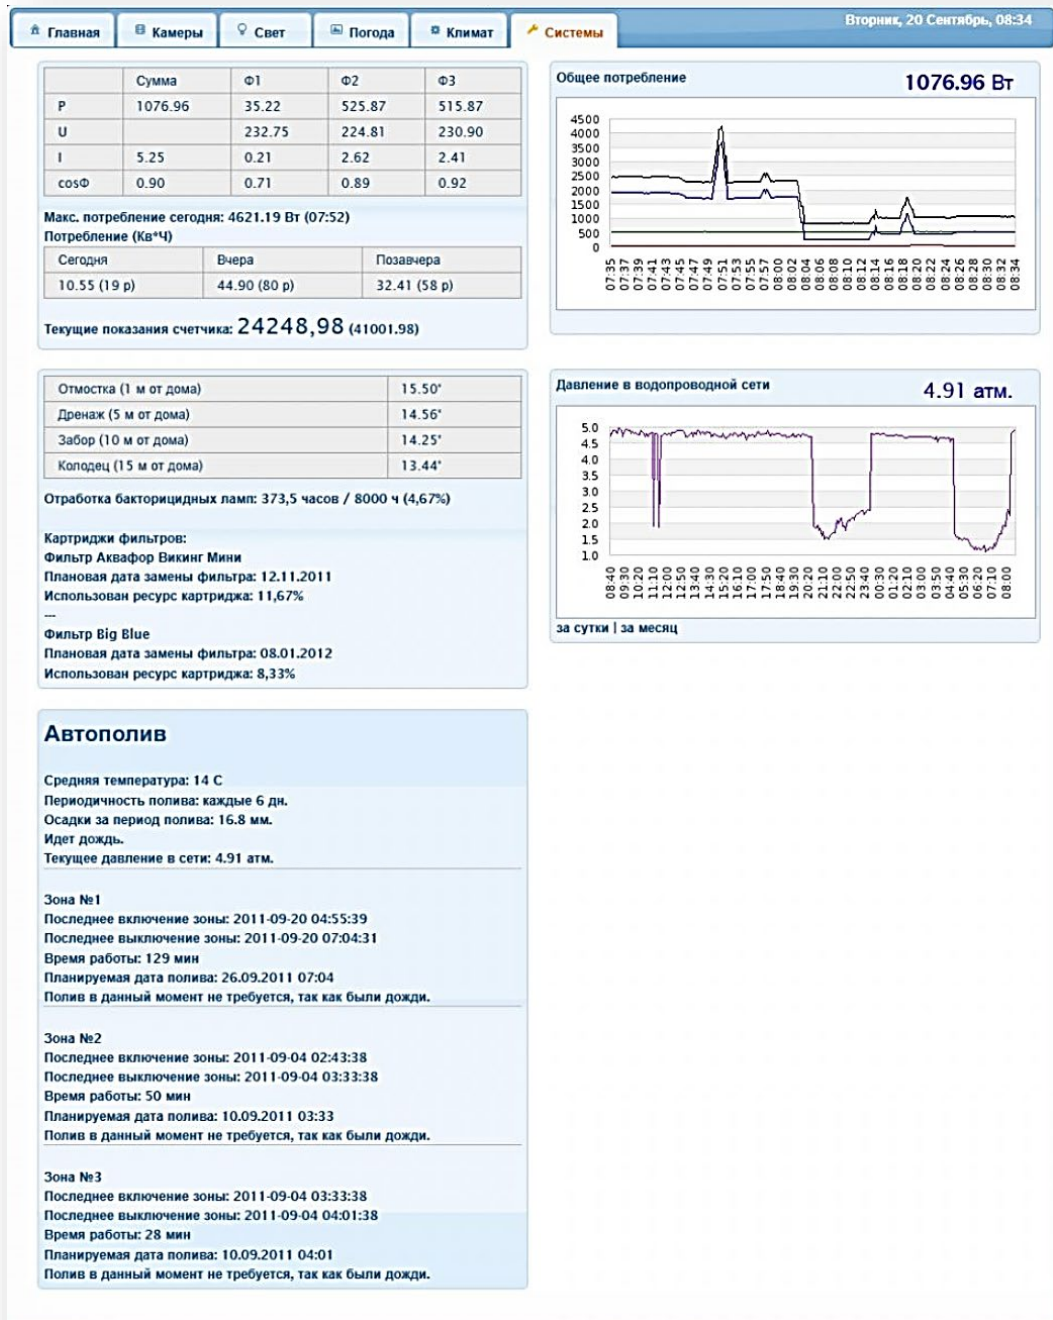 Главная Камеры Свет Погода Климат Системы Вторник, 20 Сентябрь, 08:34
Сумма Ф1 Ф2 Ф3
P 1076.96 35.22 525.87 515.87
U 232.75 224.81 230.90
I 5.25 0.21 2.62 2.41
cosФ 0.90 0.71 0.89 0.92
Макс. потребление сегодня: 4621.19 Вт (07:52)
Потребление (Кв*Ч)
Сегодня Вчера Позавчера
10.55 (19 р) 44.90 (80 р) 32.41 (58 р)
Текущие показания счетчика: 24248,98 (41001.98)
Общее потребление 1076.96 Вт
4500
4000
3500
3000
2500
2000
1500
1000
500
0
07:35 07:37 07:39 07:41 07:43 07:45 07:47 07:49 07:51 07:53 07:55 07:57 08:00 08:02 08:04 08:06 08:08 08:10 08:12 08:14 08:16 08:18 08:20 08:22 08:24 08:26 08:28 08:30 08:32 08:34
Отмостка (1 м от дома) 15.50°
Дренаж (5 м от дома) 14.56°
Забор (10 м от дома) 14.25°
Колодец (15 м от дома) 13.44°
Отработка бакторицидных ламп: 373,5 часов / 8000 ч (4,67%)
Картриджи фильтров:
Фильтр Аквафор Викинг Мини
Плановая дата замены фильтра: 12.11.2011
Использован ресурс картриджа: 11,67%
---
Фильтр Big Blue
Плановая дата замены фильтра: 08.01.2012
Использован ресурс картриджа: 8,33%
Давление в водопроводной сети 4.91 атм.
5.0
4.5
4.0
3.5
3.0
2.5
2.0
1.5
1.0
08:40 09:30 10:20 11:10 12:00 12:50 13:40 14:30 15:20 16:10 17:00 17:50 18:40 19:30 20:20 21:10 22:00 22:50 23:40 00:30 01:20 02:10 03:00 03:50 04:40 05:30 06:20 07:10 08:00
за сутки | за месяц
Автополив
Средняя температура: 14 С
Периодичность полива: каждые 6 дн.
Осадки за период полива: 16.8 мм.
Идет дождь.
Текущее давление в сети: 4.91 атм.
Зона №1
Последнее включение зоны: 2011-09-20 04:55:39
Последнее выключение зоны: 2011-09-20 07:04:31
Время работы: 129 мин
Планируемая дата полива: 26.09.2011 07:04
Полив в данный момент не требуется, так как были дожди.
Зона №2
Последнее включение зоны: 2011-09-04 02:43:38
Последнее выключение зоны: 2011-09-04 03:33:38
Время работы: 50 мин
Планируемая дата полива: 10.09.2011 03:33
Полив в данный момент не требуется, так как были дожди.
Зона №3
Последнее включение зоны: 2011-09-04 03:33:38
Последнее выключение зоны: 2011-09-04 04:01:38
Время работы: 28 мин
Планируемая дата полива: 10.09.2011 04:01
Полив в данный момент не требуется, так как были дожди.